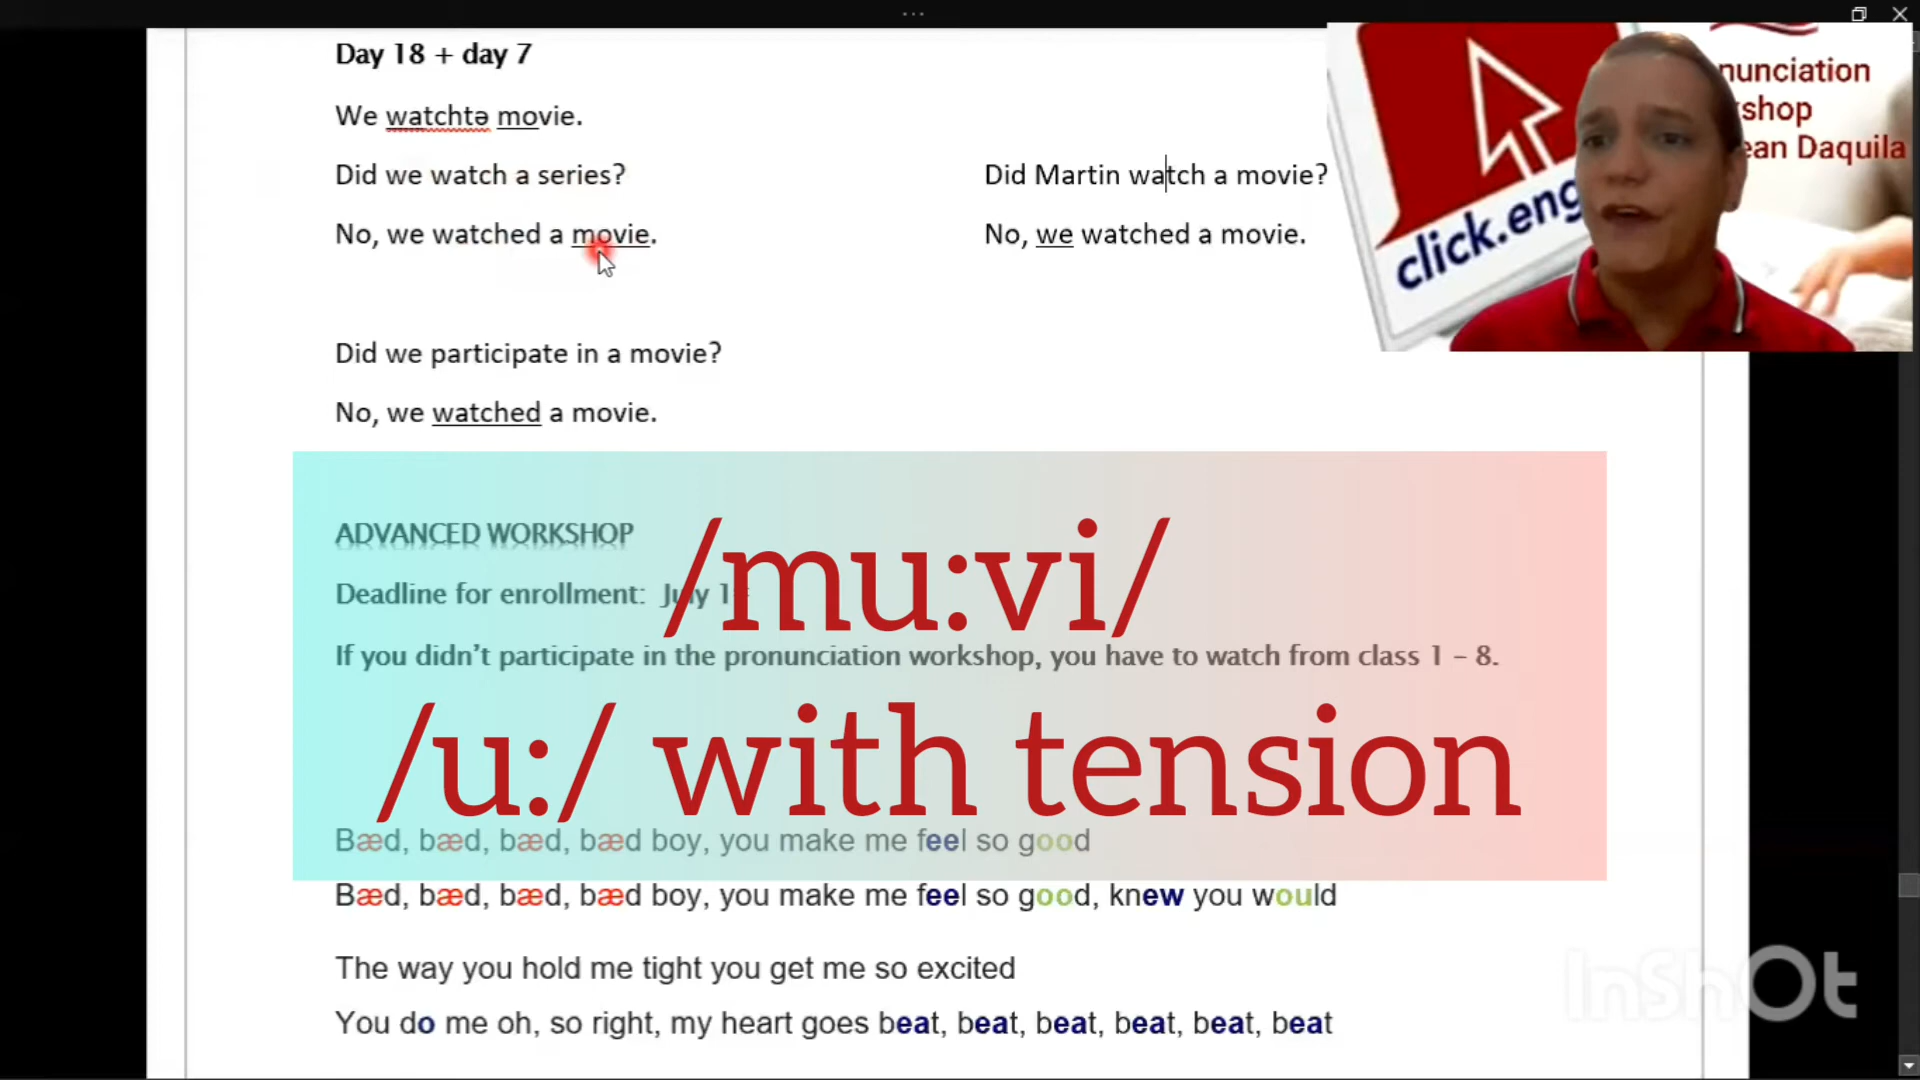 Day 18 + day 7
We watchtə movie.
Did we watch a series?
Did Martin watch a movie?
No, we watched a movie.
No, we watched a movie.
Did we participate in a movie?
No, we watched a movie.
ADVANCED WORKSHOP
Deadline for enrollment: July 1
If you didn't participate in the pronunciation workshop, you have to watch from class 1 – 8.
/mu:vi/
/u:/ with tension
Bæd, bæd, bæd, bæd boy, you make me feel so good
Bæd, bæd, bæd, bæd boy, you make me feel so good, knew you would
The way you hold me tight you get me so excited
You do me oh, so right, my heart goes beat, beat, beat, beat, beat, beat
nunciation
shop
ean Daquila
click.eng
InShOt